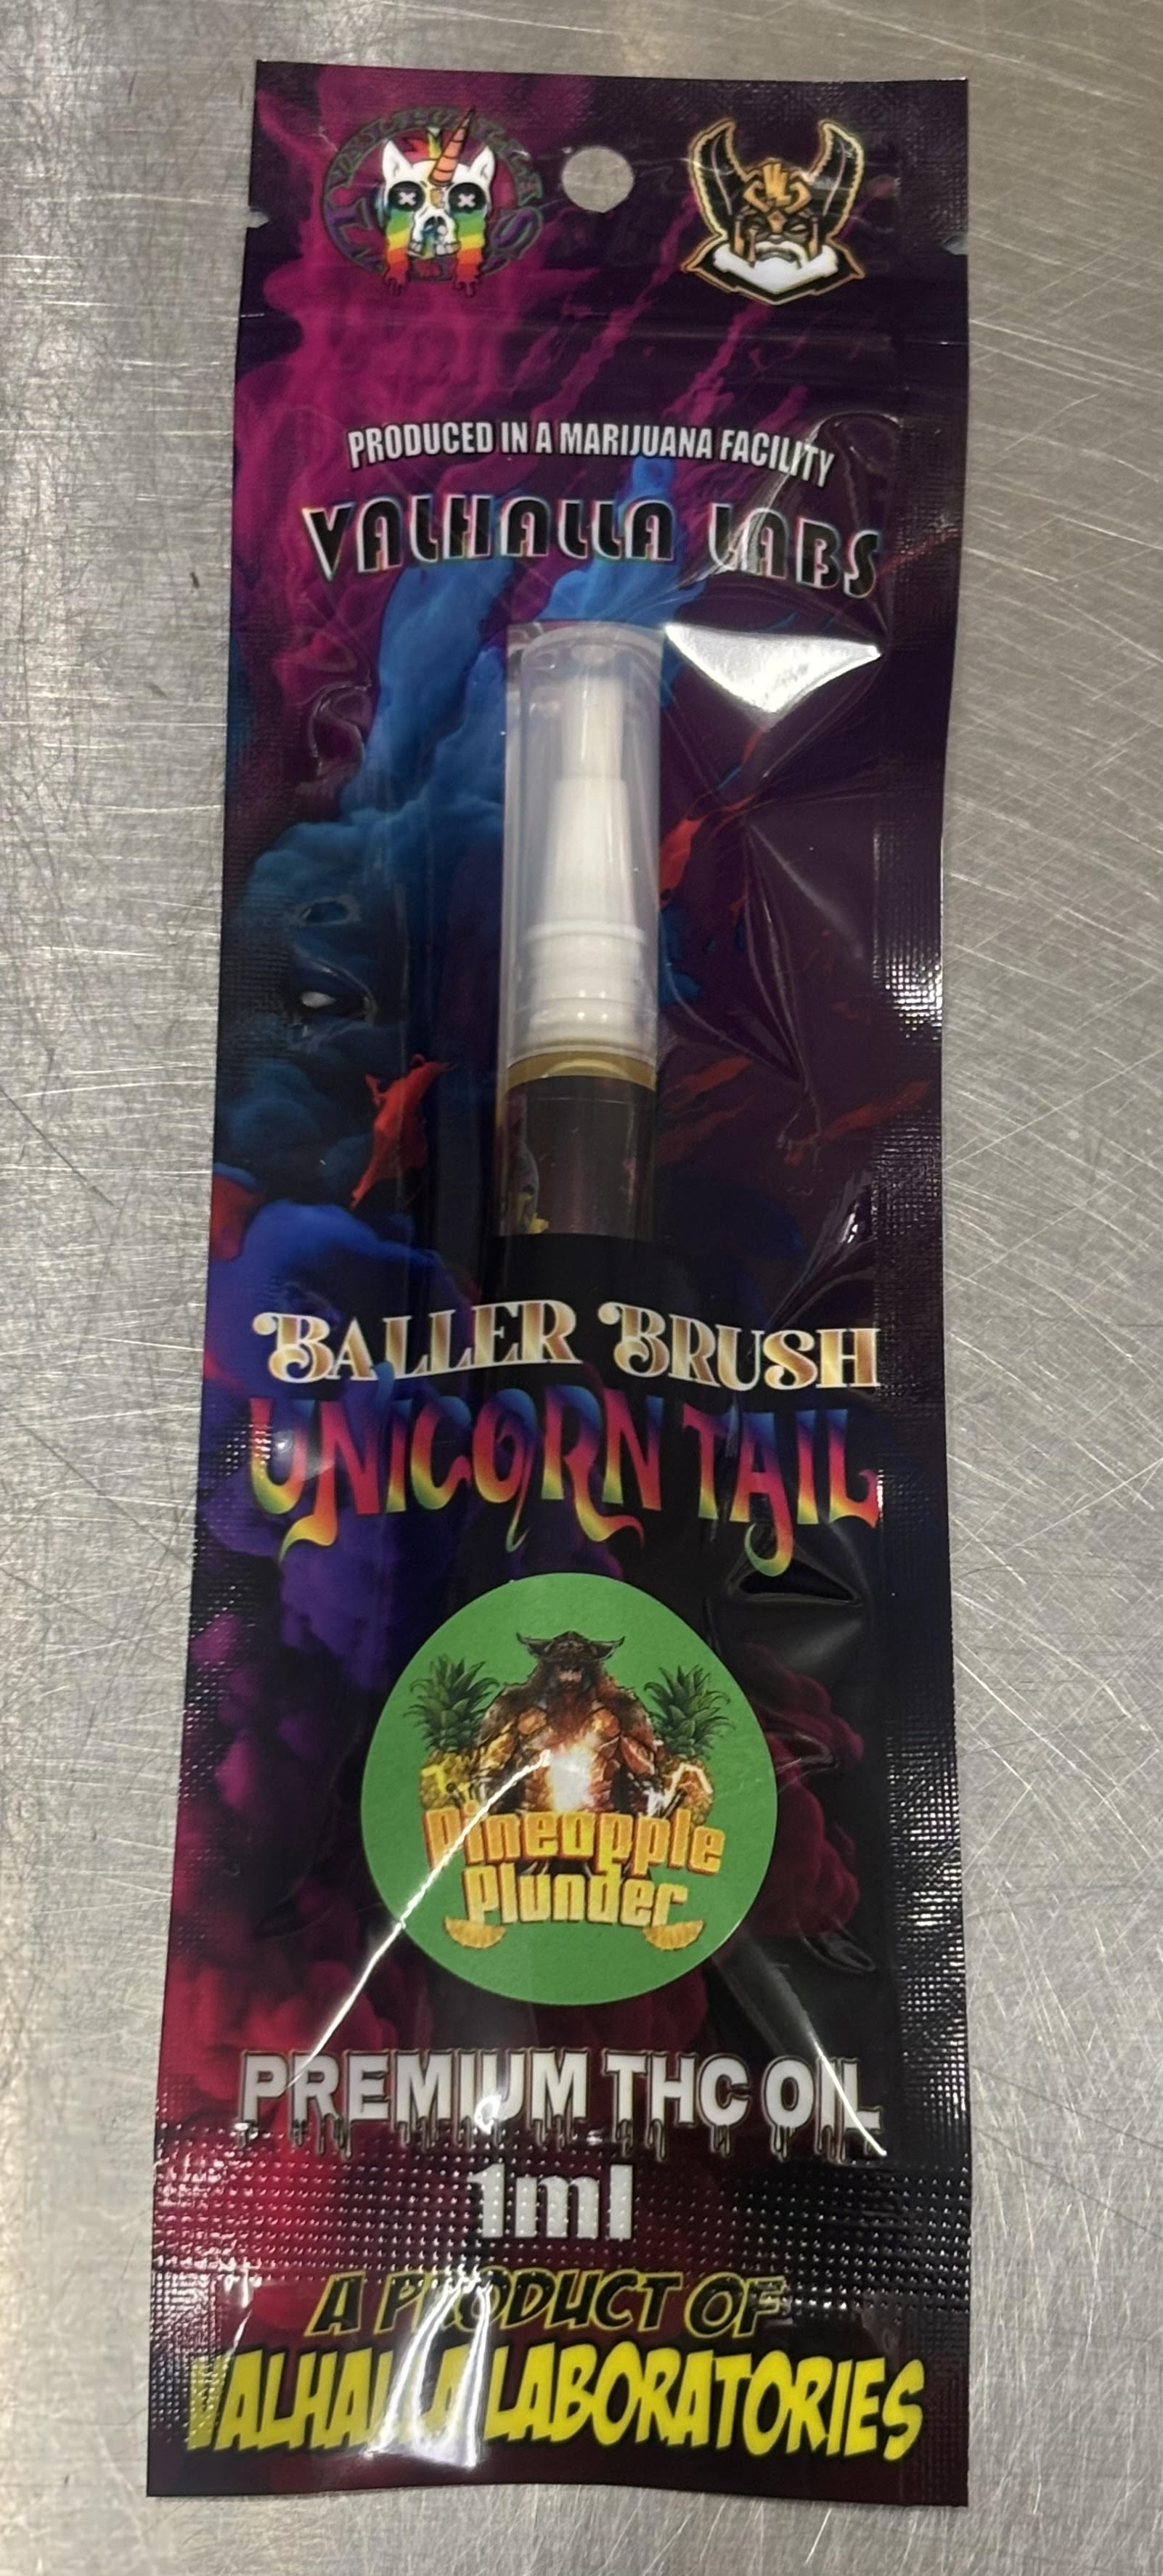 PRODUCED IN A MARIJUANA FACILITY
VALHALLA LABS
BALLER BRUSH
UNICORN TAIL
Pineapple
Plunder
PREMIUM THC OIL
1ml
A PRODUCT OF
VALHALLA LABORATORIES